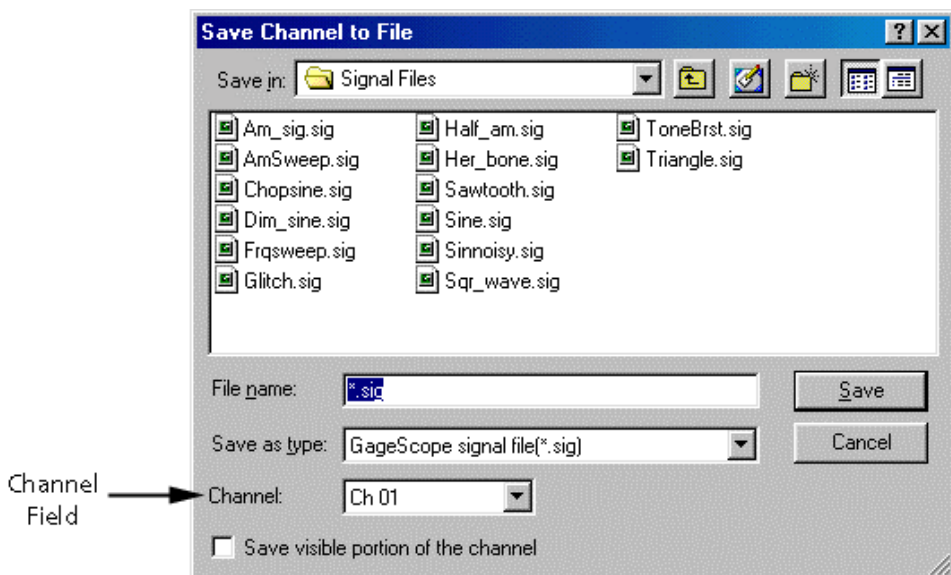 Save Channel to File
Save in: Signal Files
Am_sig.sig Half_am.sig ToneBrst.sig
AmSweep.sig Her_bone.sig Triangle.sig
Chopsine.sig Sawtooth.sig
Dim_sine.sig Sine.sig
Frqsweep.sig Sinnoisy.sig
Glitch.sig Sqr_wave.sig
File name: *.sig Save
Save as type: GageScope signal file(*.sig) Cancel
Channel Field
Channel: Ch 01
Save visible portion of the channel